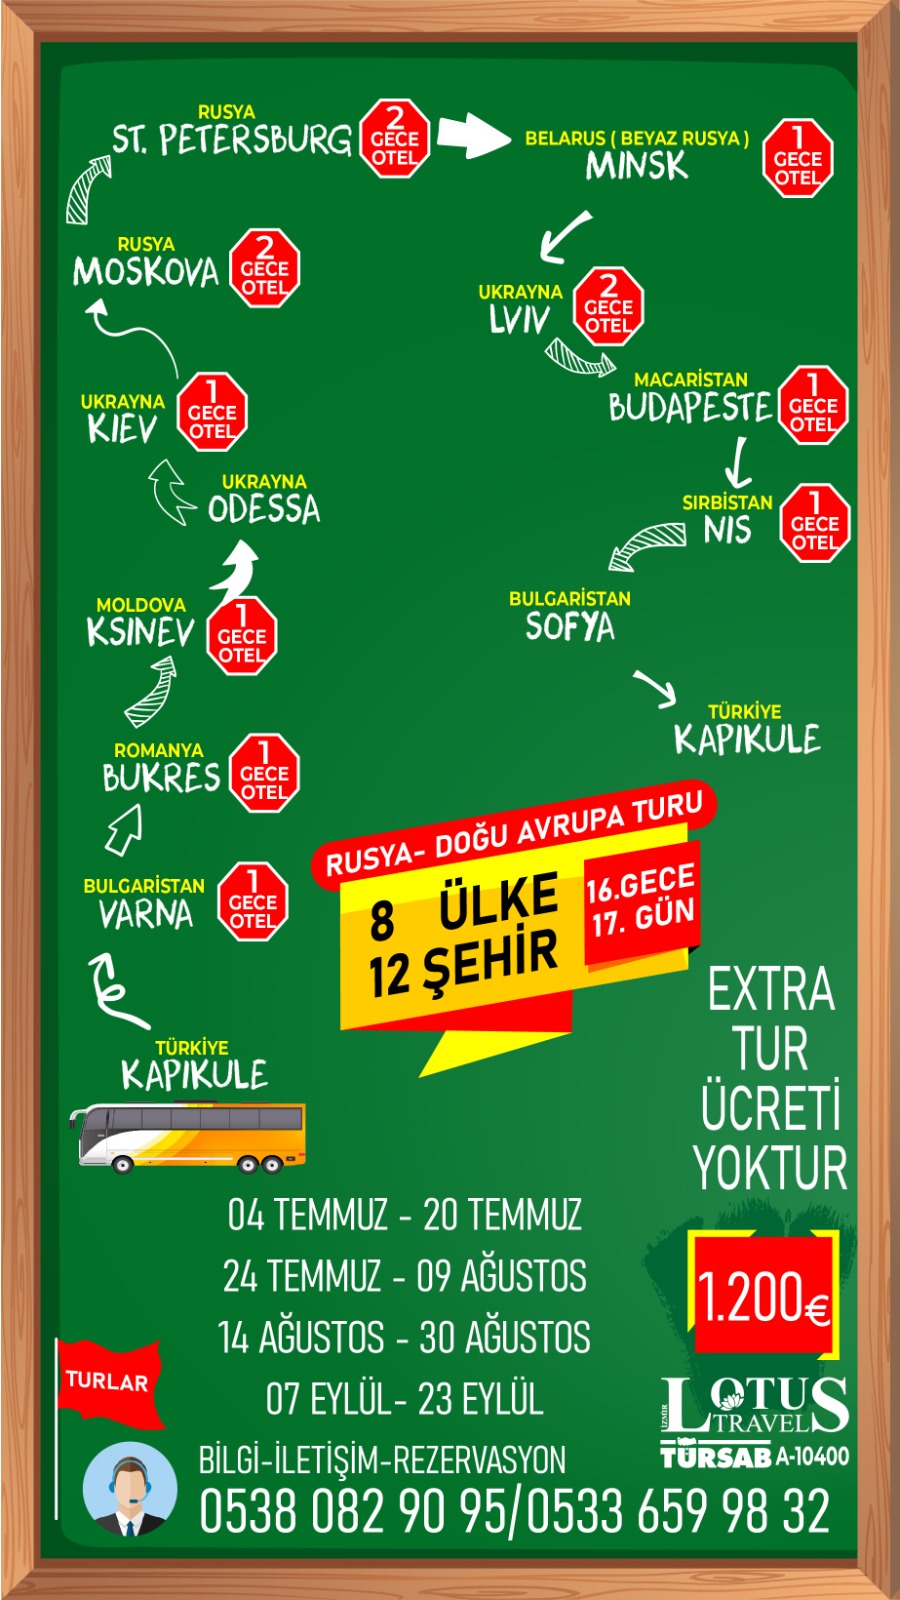 RUSYA
ST. PETERSBURG
2
GECE
OTEL
BELARUS ( BEYAZ RUSYA )
MINSK
1
GECE
OTEL
RUSYA
MOSKOVA
2
GECE
OTEL
UKRAYNA
LVIV
2
GECE
OTEL
MACARİSTAN
BUDAPESTE
1
GECE
OTEL
UKRAYNA
KIEV
1
GECE
OTEL
UKRAYNA
ODESSA
SIRBİSTAN
NIS
1
GECE
OTEL
MOLDOVA
KSINEV
1
GECE
OTEL
BULGARİSTAN
SOFYA
TÜRKİYE
KAPIKULE
ROMANYA
BUKRES
1
GECE
OTEL
BULGARİSTAN
VARNA
1
GECE
OTEL
RUSYA- DOĞU AVRUPA TURU
8 ÜLKE
12 ŞEHİR
16.GECE
17. GÜN
TÜRKİYE
KAPIKULE
EXTRA
TUR
ÜCRETİ
YOKTUR
04 TEMMUZ - 20 TEMMUZ
24 TEMMUZ - 09 AĞUSTOS
14 AĞUSTOS - 30 AĞUSTOS
07 EYLÜL- 23 EYLÜL
1.200€
TURLAR
İZMİR
LOTUS
TRAVEL
TÜRSAB A-10400
BİLGİ-İLETİŞİM-REZERVASYON
0538 082 90 95/0533 659 98 32